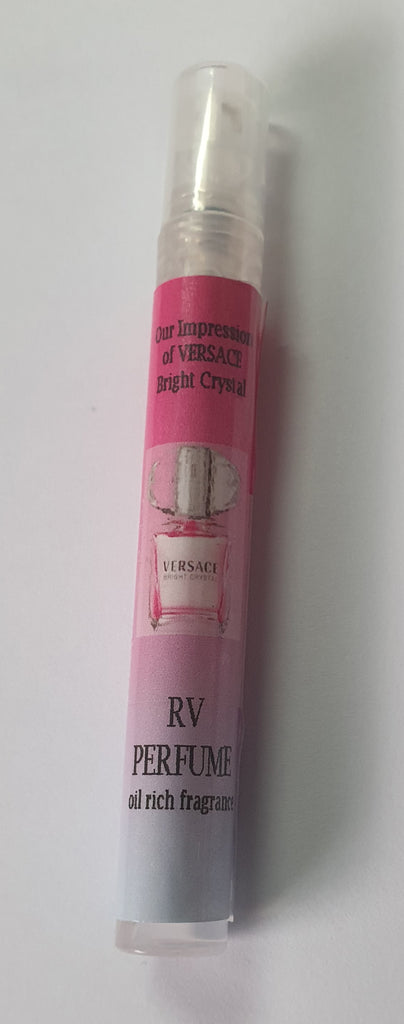 Our Impression
of VERSACE
Bright Crystal
VERSACE
BRIGHT CRYSTAL
RV
PERFUME
oil rich fragrance